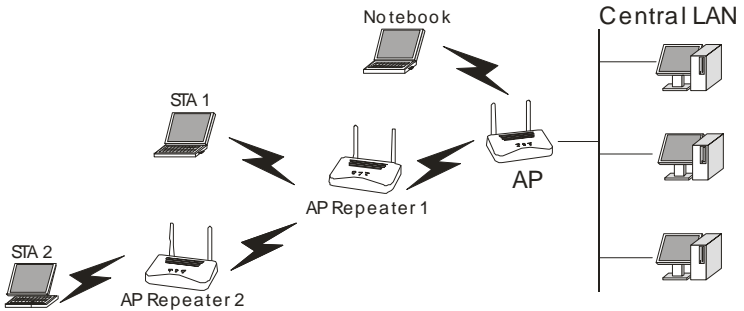 Notebook
Central LAN
STA 1
AP
AP Repeater 1
STA 2
AP Repeater 2